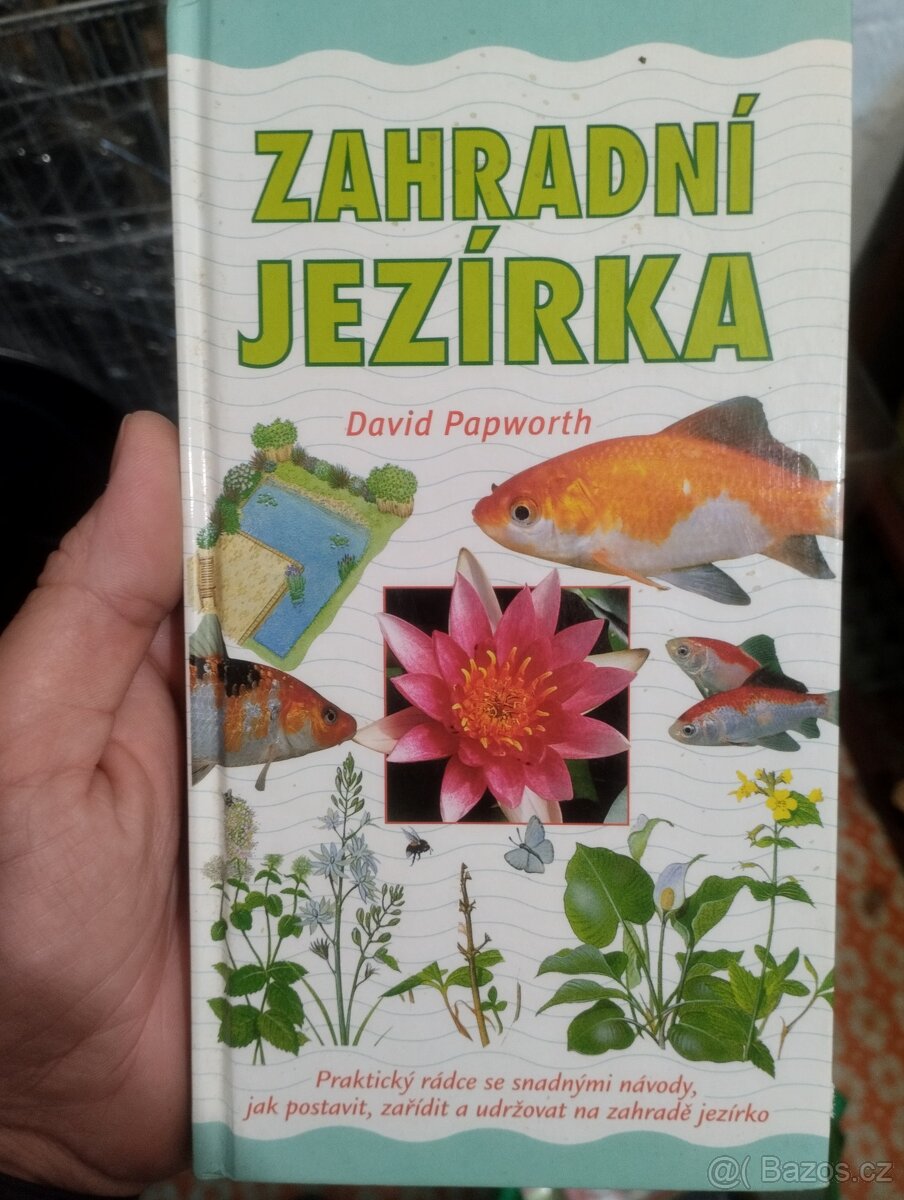 ZAHRADNÍ
JEZÍRKA
David Papworth
Praktický rádce se snadnými návody,
jak postavit, zařídit a udržovat na zahradě jezírko
@( Bazos.cz